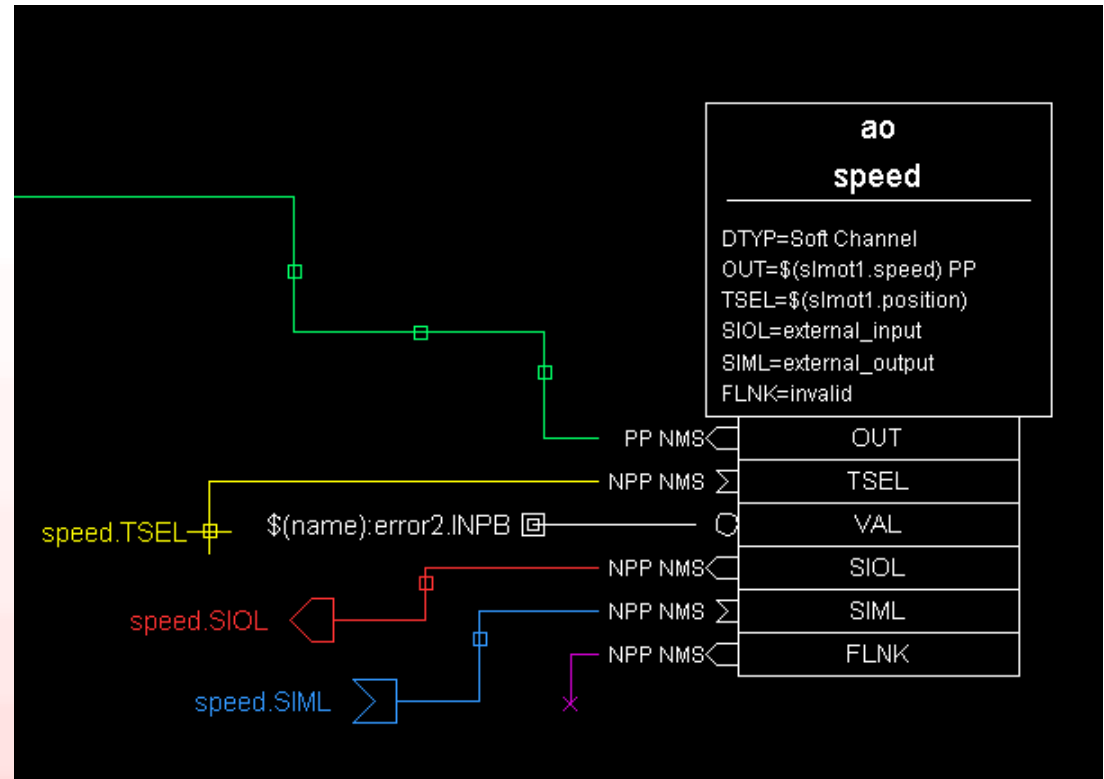 ao
speed
DTYP=Soft Channel
OUT=$(slmot1.speed) PP
TSEL=$(slmot1.position)
SIOL=external_input
SIML=external_output
FLNK=invalid
PP NMS OUT
NPP NMS TSEL
speed.TSEL $(name):error2.INPB VAL
NPP NMS SIOL
speed.SIOL
NPP NMS SIML
NPP NMS FLNK
speed.SIML